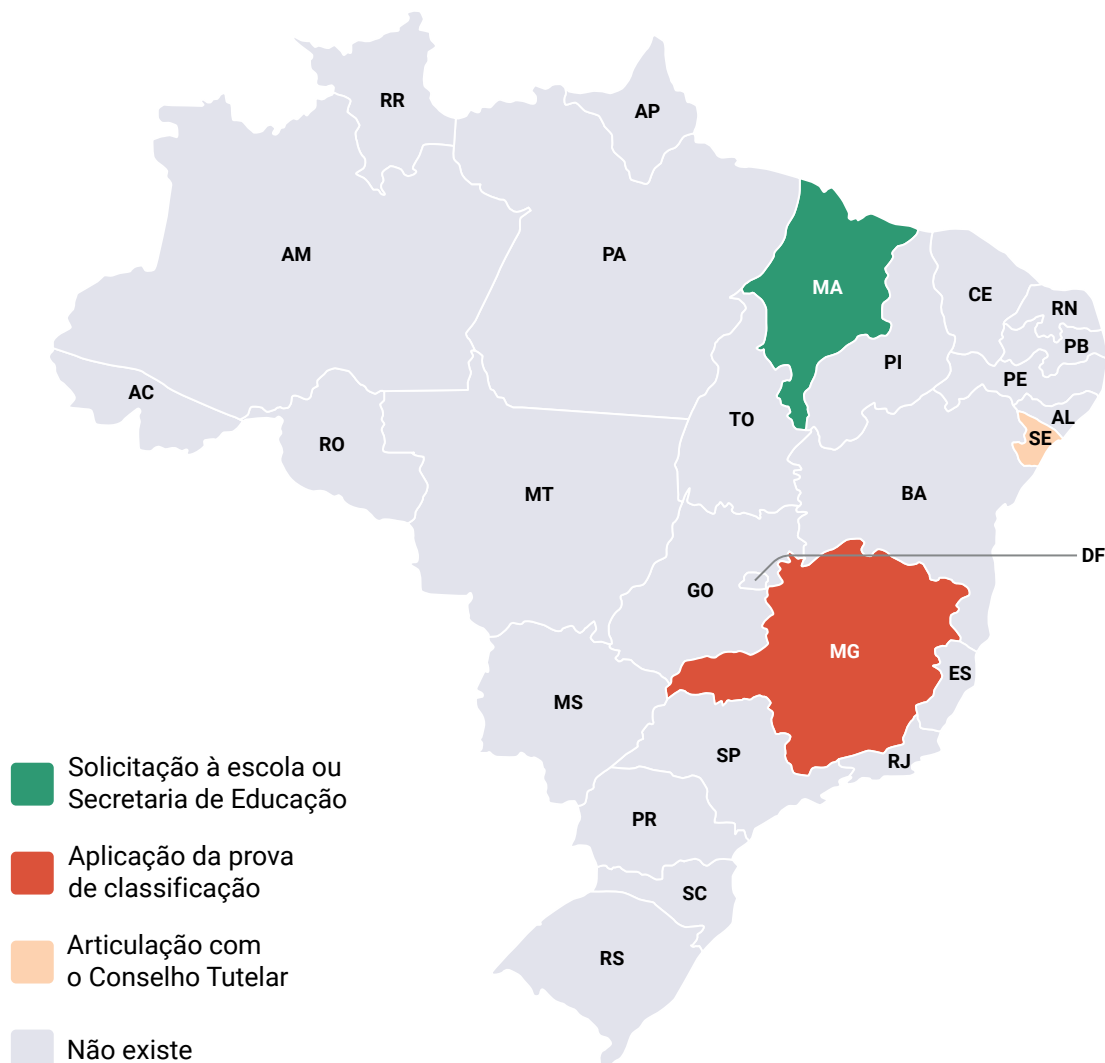 RR
AP
AM
PA
MA
CE
RN
PB
PI
PE
AC
TO
AL
SE
RO
MT
BA
DF
GO
MG
ES
MS
SP
RJ
PR
SC
RS
Solicitação à escola ou
Secretaria de Educação
Aplicação da prova
de classificação
Articulação com
o Conselho Tutelar
Não existe